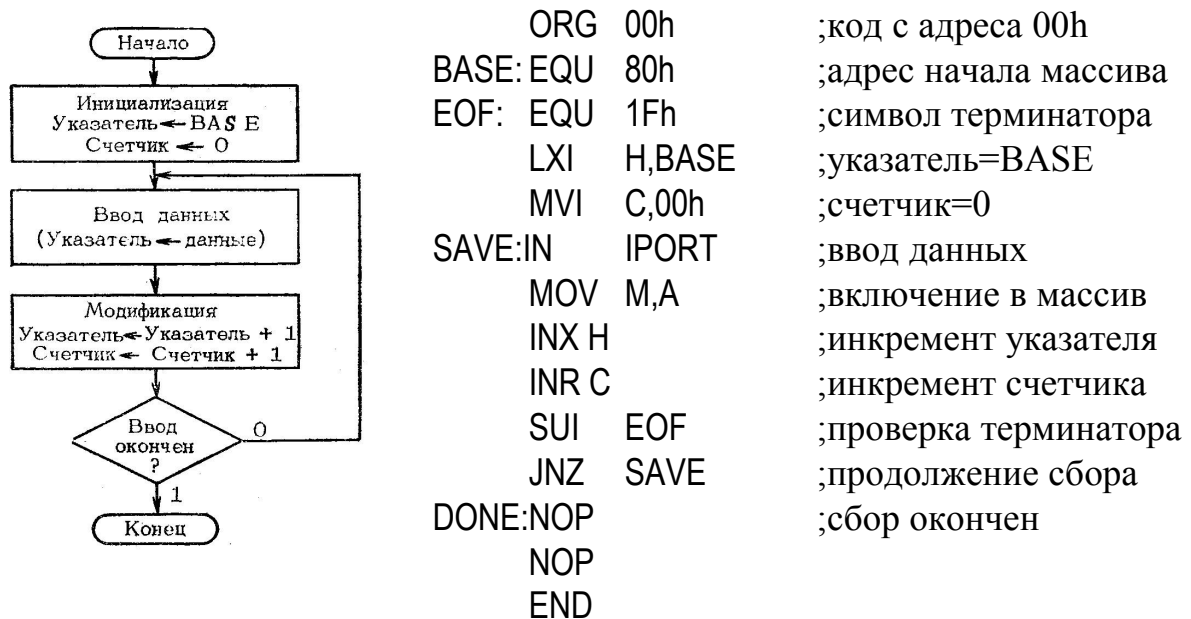 Начало
Инициализация
Указатель ← BASE
Счетчик ← 0
Ввод данных
(Указатель ← данные)
Модификация
Указатель ← Указатель + 1
Счетчик ← Счетчик + 1
Ввод
окончен
?
0
1
Конец
ORG 00h ;код с адреса 00h
BASE: EQU 80h ;адрес начала массива
EOF: EQU 1Fh ;символ терминатора
LXI H,BASE ;указатель=BASE
MVI C,00h ;счетчик=0
SAVE:IN IPORT ;ввод данных
MOV M,A ;включение в массив
INX H ;инкремент указателя
INR C ;инкремент счетчика
SUI EOF ;проверка терминатора
JNZ SAVE ;продолжение сбора
DONE:NOP ;сбор окончен
NOP
END